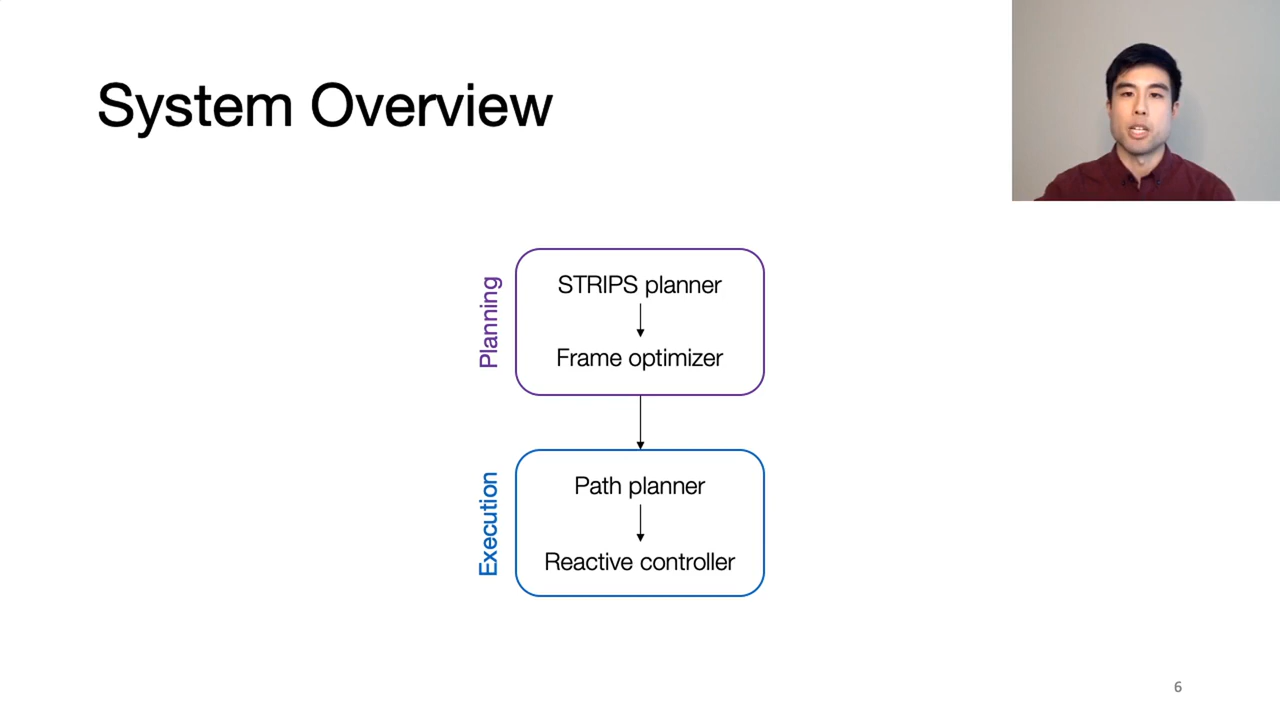 System Overview
Planning
STRIPS planner
Frame optimizer
Execution
Path planner
Reactive controller
6